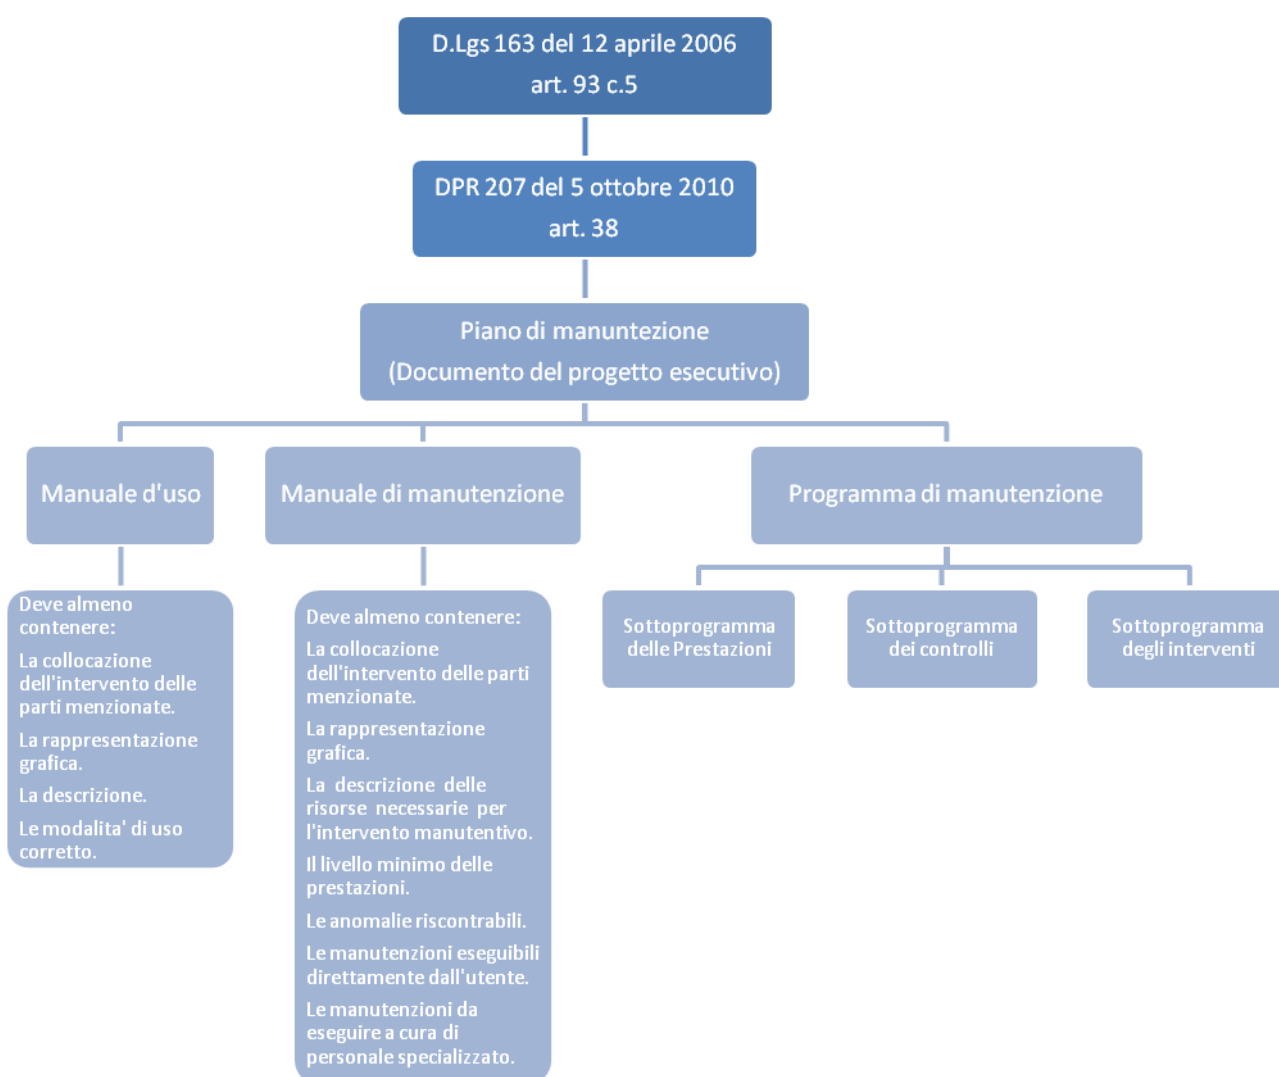 D.Lgs 163 del 12 aprile 2006
art. 93 c.5
DPR 207 del 5 ottobre 2010
art. 38
Piano di manuntezione
(Documento del progetto esecutivo)
Manuale d'uso
Manuale di manutenzione
Programma di manutenzione
Deve almeno
contenere:
La collocazione
dell'intervento delle
parti menzionate.
La rappresentazione
grafica.
La descrizione.
Le modalita' di uso
corretto.
Deve almeno contenere:
La collocazione
dell'intervento delle parti
menzionate.
La rappresentazione
grafica.
La descrizione delle
risorse necessarie per
l'intervento manutentivo.
Il livello minimo delle
prestazioni.
Le anomalie riscontrabili.
Le manutenzioni eseguibili
direttamente dall'utente.
Le manutenzioni da
eseguire a cura di
personale specializzato.
Sottoprogramma
delle Prestazioni
Sottoprogramma
dei controlli
Sottoprogramma
degli interventi